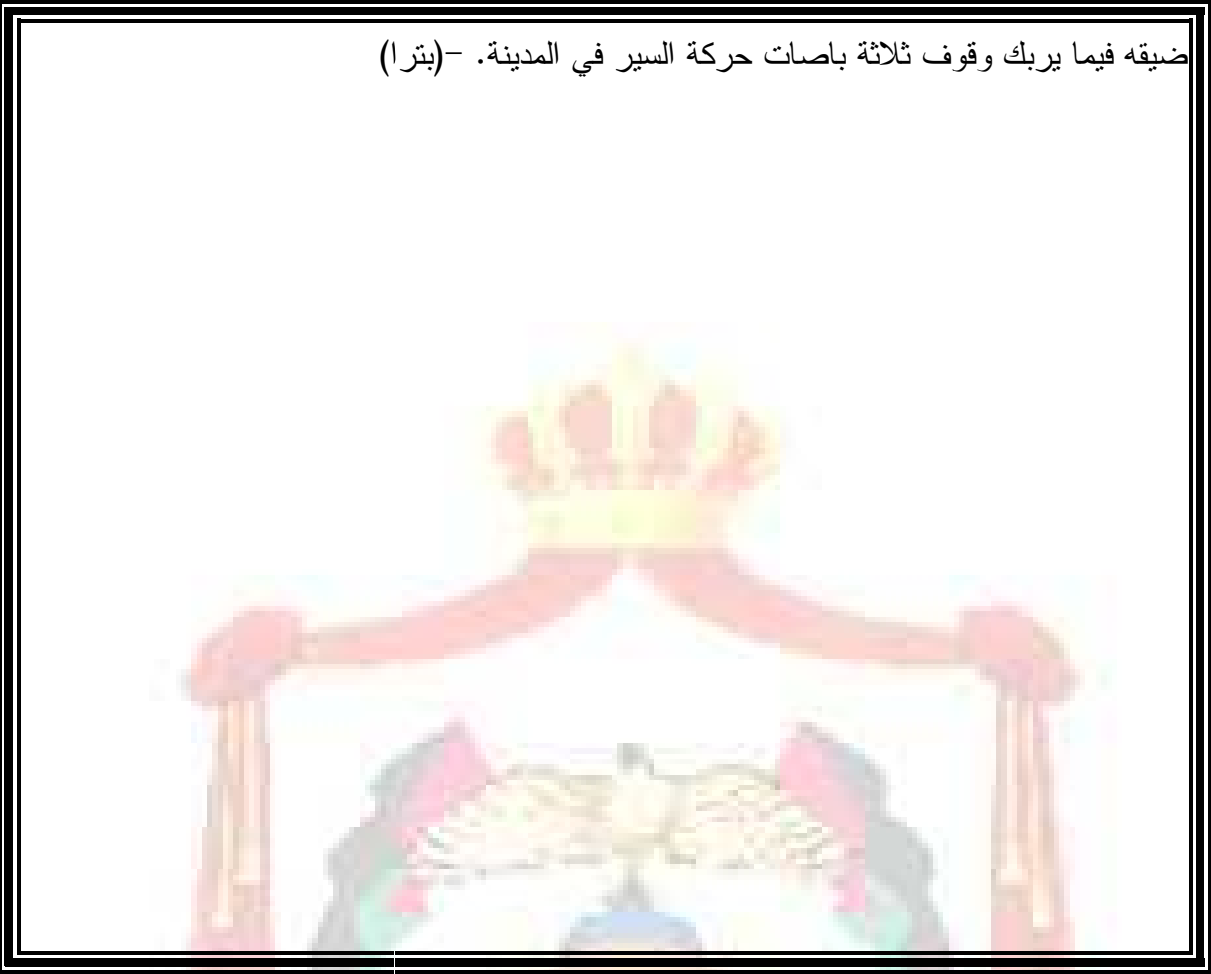 ضيقه فيما يربك وقوف ثلاثة باصات حركة السير في المدينة. -(بترا)